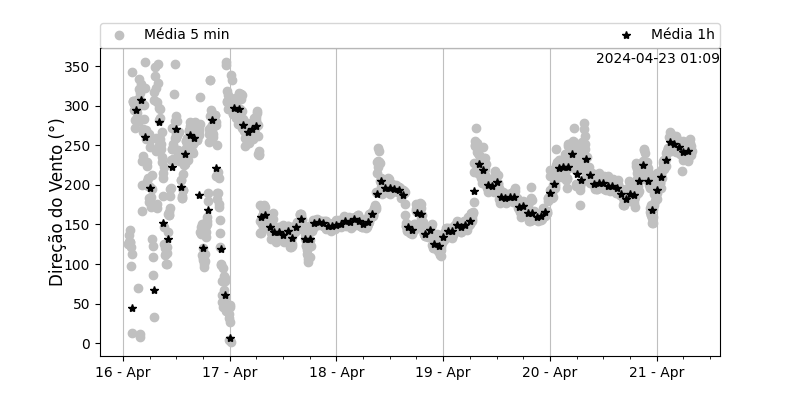 Média 5 min
Média 1h
2024-04-23 01:09
Direção do Vento (°)
350
300
250
200
150
100
50
0
16 - Apr
17 - Apr
18 - Apr
19 - Apr
20 - Apr
21 - Apr